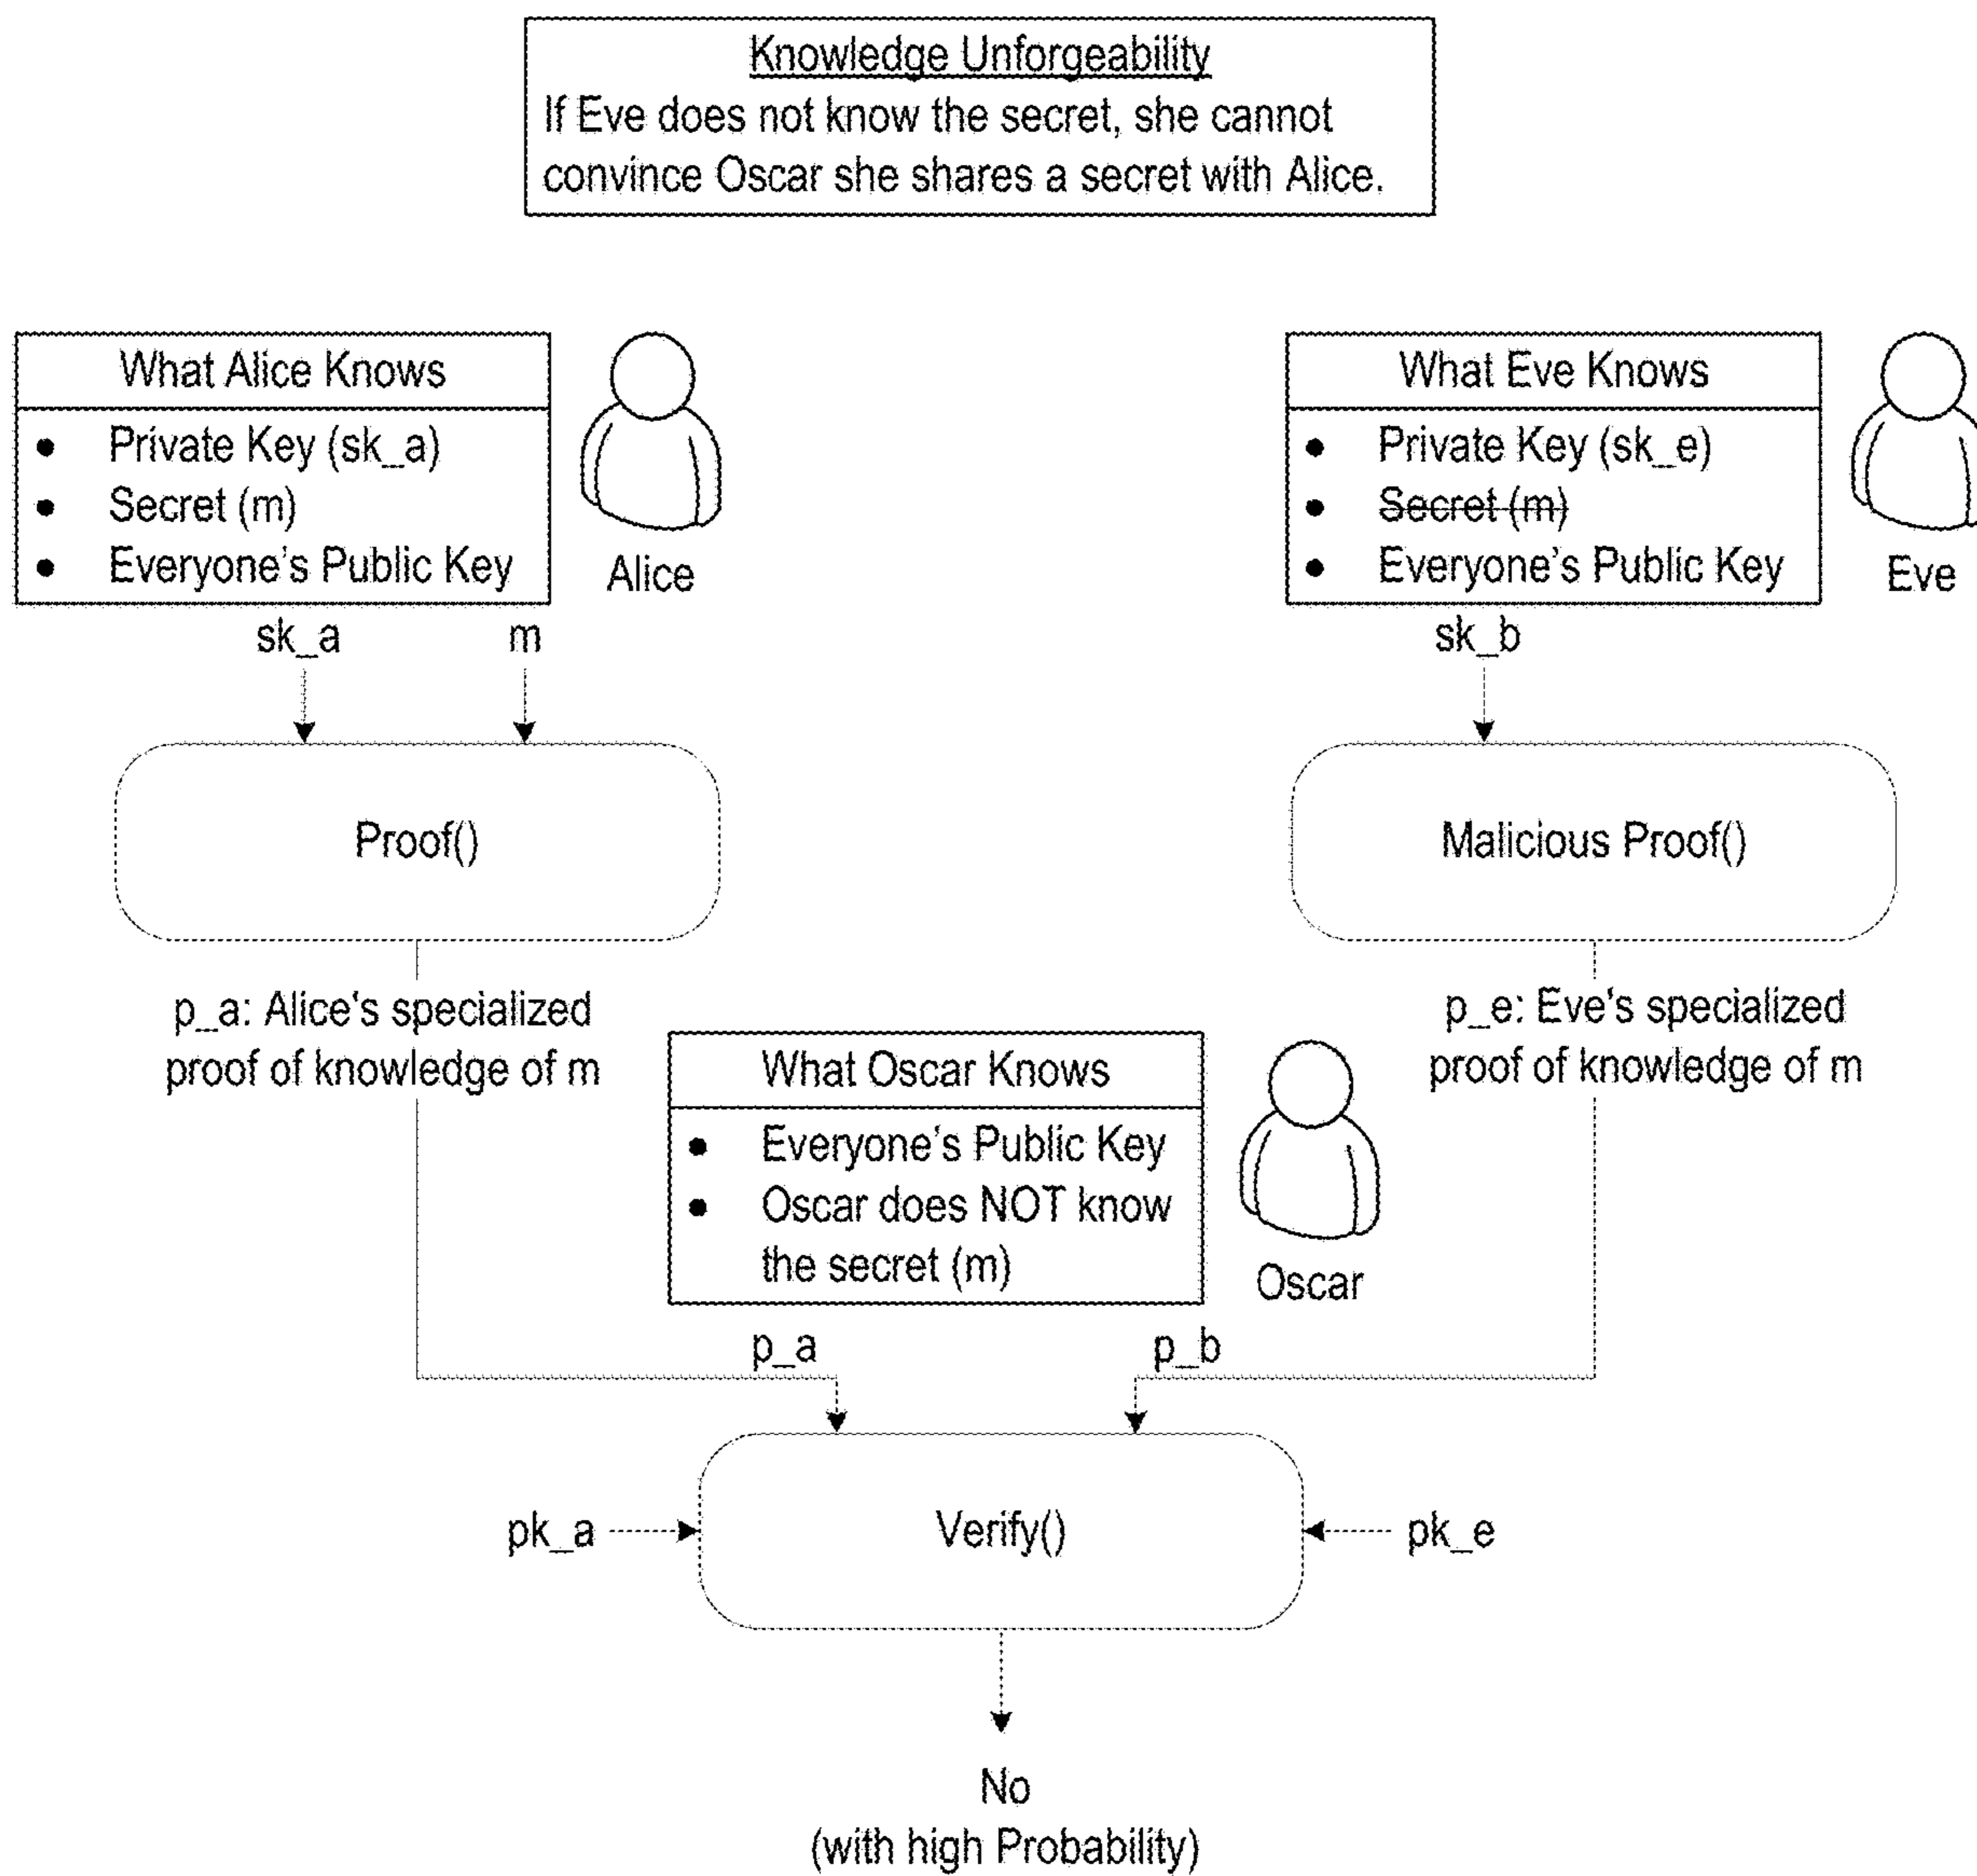 Knowledge Unforgeability
If Eve does not know the secret, she cannot
convince Oscar she shares a secret with Alice.
What Alice Knows
• Private Key (sk_a)
• Secret (m)
• Everyone's Public Key
Alice
What Eve Knows
• Private Key (sk_e)
• Secret (m)
• Everyone's Public Key
Eve
sk_a
m
sk_b
Proof()
Malicious Proof()
p_a: Alice's specialized
proof of knowledge of m
p_e: Eve's specialized
proof of knowledge of m
What Oscar Knows
• Everyone's Public Key
• Oscar does NOT know
the secret (m)
Oscar
p_a
p_b
pk_a
Verify()
pk_e
No
(with high Probability)